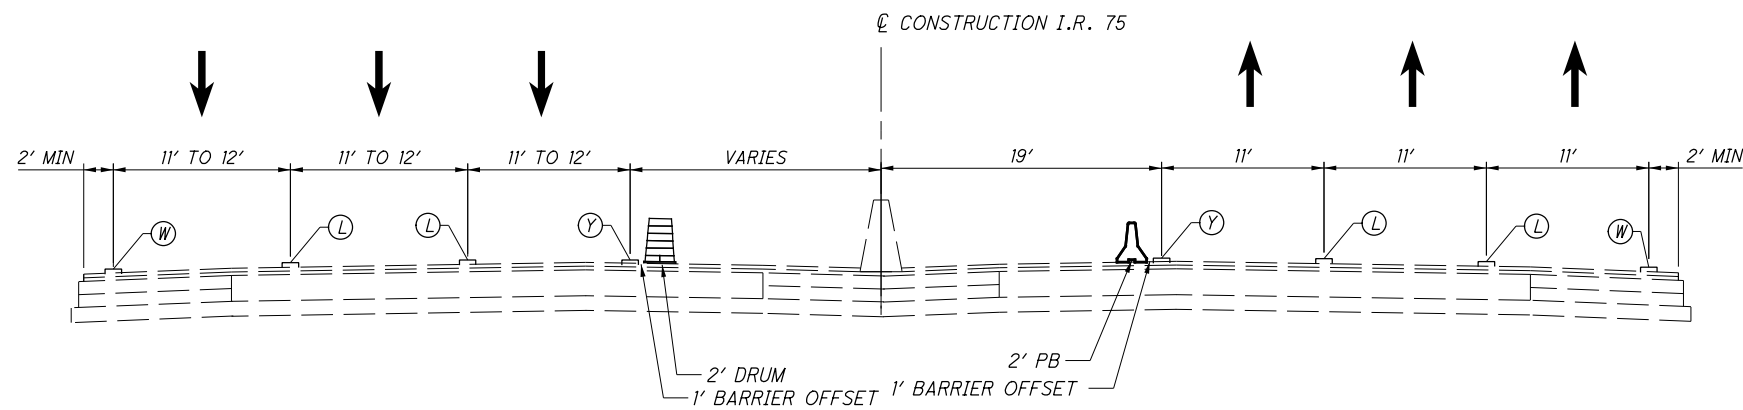 ℄ CONSTRUCTION I.R. 75
2' MIN 11' TO 12' 11' TO 12' 11' TO 12' VARIES 19' 11' 11' 11' 2' MIN
W L L Y Y L L W
2' DRUM
1' BARRIER OFFSET
2' PB
1' BARRIER OFFSET